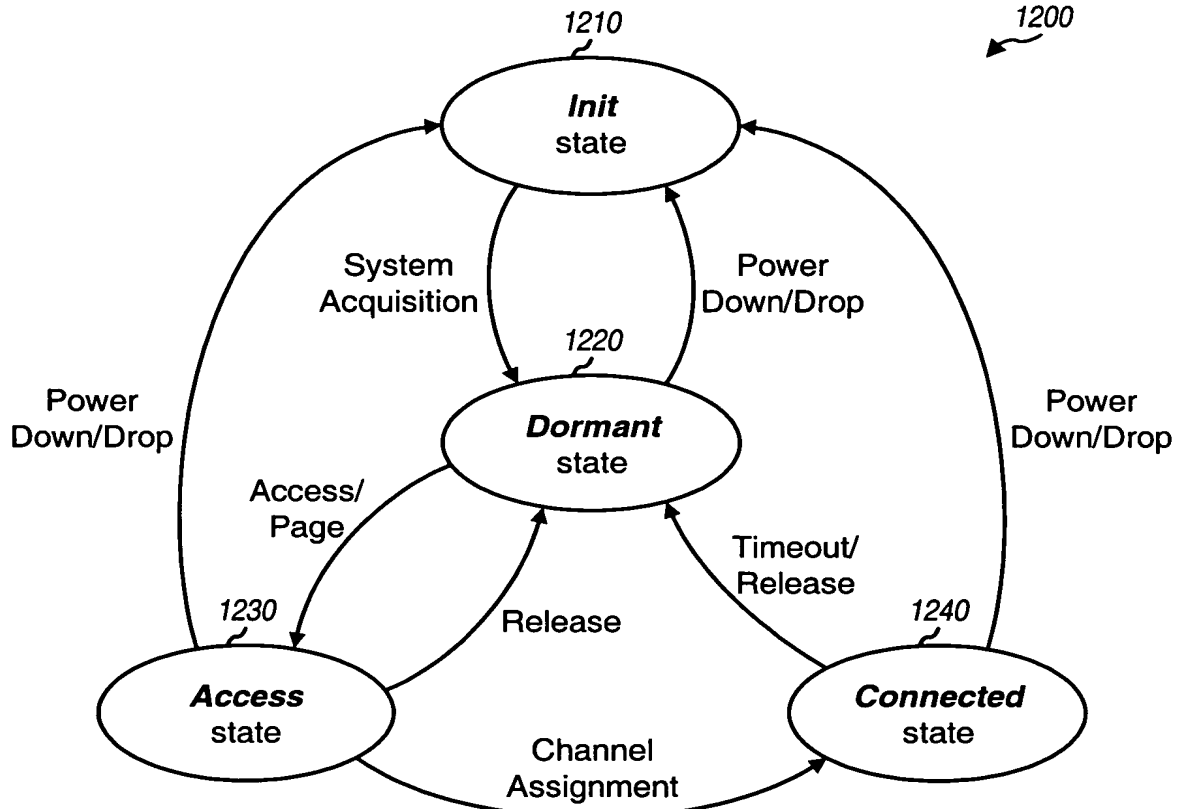 1200
1210
Init
state
System
Acquisition
Power
Down/Drop
1220
Power
Down/Drop
Power
Down/Drop
Dormant
state
Access/
Page
Timeout/
Release
1230
Release
1240
Access
state
Connected
state
Channel
Assignment